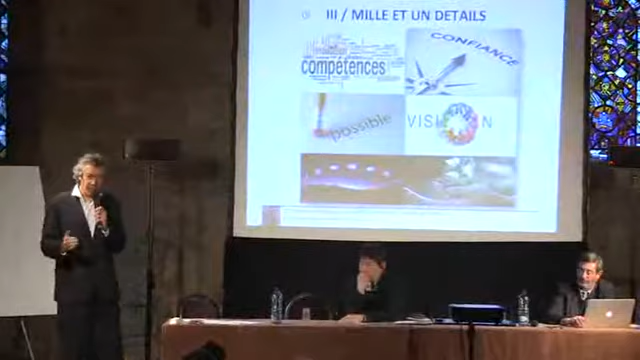 III / MILLE ET UN DETAILS
compétences
CONFIANCE
possible
VISION